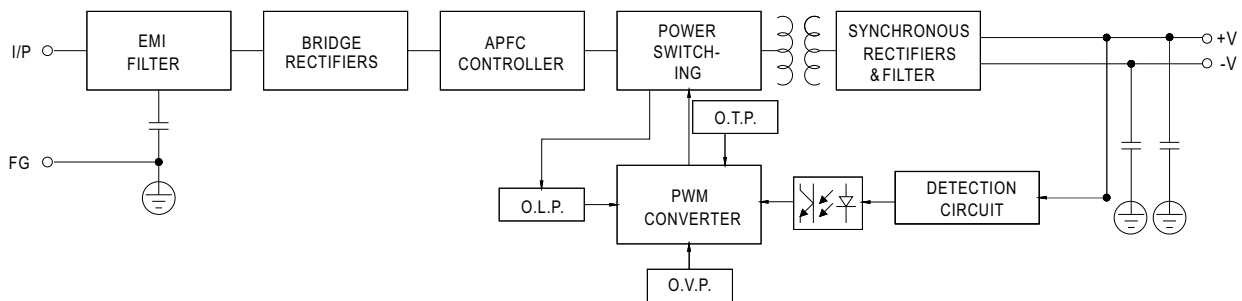 I/P
EMI
FILTER
BRIDGE
RECTIFIERS
APFC
CONTROLLER
POWER
SWITCH-
ING
SYNCHRONOUS
RECTIFIERS
&FILTER
+V
-V
O.T.P.
FG
O.L.P.
PWM
CONVERTER
DETECTION
CIRCUIT
O.V.P.